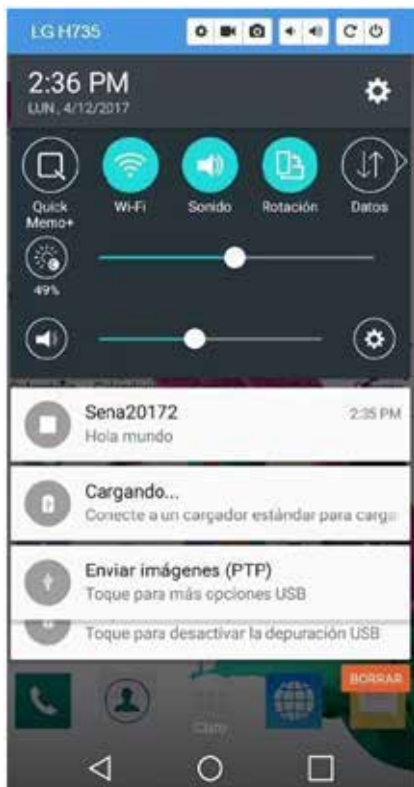 LG H735
2:36 PM
LUN, 4/12/2017
Quick Memo+
Wi-Fi
Sonido
Rotación
Datos
49%
Sena20172
2:35 PM
Hola mundo
Cargando...
Conecte a un cargador estándar para carga
Enviar imágenes (PTP)
Toque para más opciones USB
Toque para desactivar la depuración USB
BORRAR
Claro